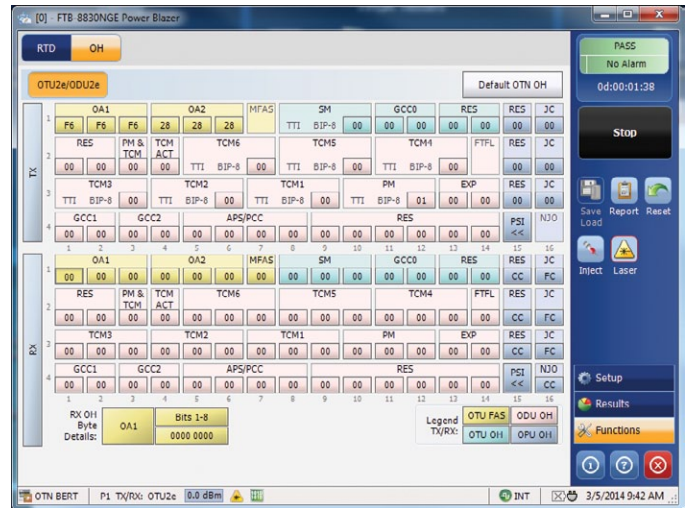 [0] - FTB-8830NGE Power Blazer
RTD OH
PASS
No Alarm
0d:00:01:38
OTU2e/ODU2e
Default OTN OH
TX
OA1 OA2 MFAS SM GCC0 RES RES JC
1 F6 F6 F6 28 28 28 TTI BIP-8 00 00 00 00 00 00 00
Stop
RES PM & TCM TCM ACT TCM6 TCM5 TCM4 FTFL RES JC
2 00 00 00 00 TTI BIP-8 00 TTI BIP-8 00 TTI BIP-8 00 00 00
TCM3 TCM2 TCM1 PM EXP RES JC
3 TTI BIP-8 00 TTI BIP-8 00 TTI BIP-8 00 TTI BIP-8 01 00 00 00 00
Save Load Report Reset
GCC1 GCC2 APS/PCC RES PSI NJO
4 00 00 00 00 00 00 00 00 00 00 00 00 00 00 <<
1 2 3 4 5 6 7 8 9 10 11 12 13 14 15 16
Inject Laser
RX
OA1 OA2 MFAS SM GCC0 RES RES JC
1 00 00 00 00 00 00 00 00 00 00 00 00 00 00 CC FC
RES PM & TCM TCM ACT TCM6 TCM5 TCM4 FTFL RES JC
2 00 00 00 00 00 00 00 00 00 00 00 00 00 00 CC FC
TCM3 TCM2 TCM1 PM EXP RES JC
3 00 00 00 00 00 00 00 00 00 00 00 00 00 00 CC FC
GCC1 GCC2 APS/PCC RES PSI NJO
4 00 00 00 00 00 00 00 00 00 00 00 00 00 00 << CC
1 2 3 4 5 6 7 8 9 10 11 12 13 14 15 16
Setup
Results
Functions
RX OH Byte Details:
OA1
Bits 1-8
0000 0000
Legend TX/RX:
OTU FAS ODU OH
OTU OH OPU OH
OTN BERT P1 TX/RX: OTU2e 0.0 dBm INT 3/5/2014 9:42 AM